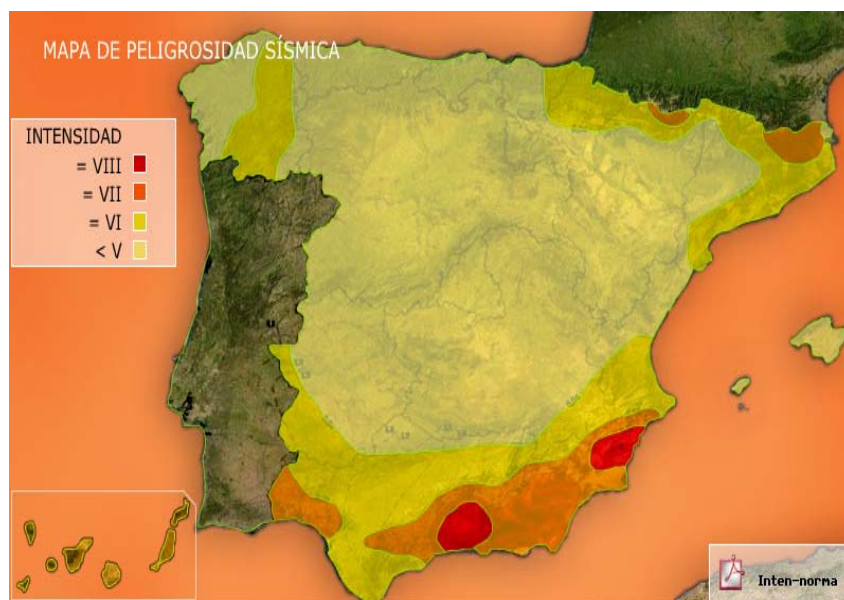 MAPA DE PELIGROSIDAD SÍSMICA
INTENSIDAD
= VIII
= VII
= VI
< V
Inten-norma